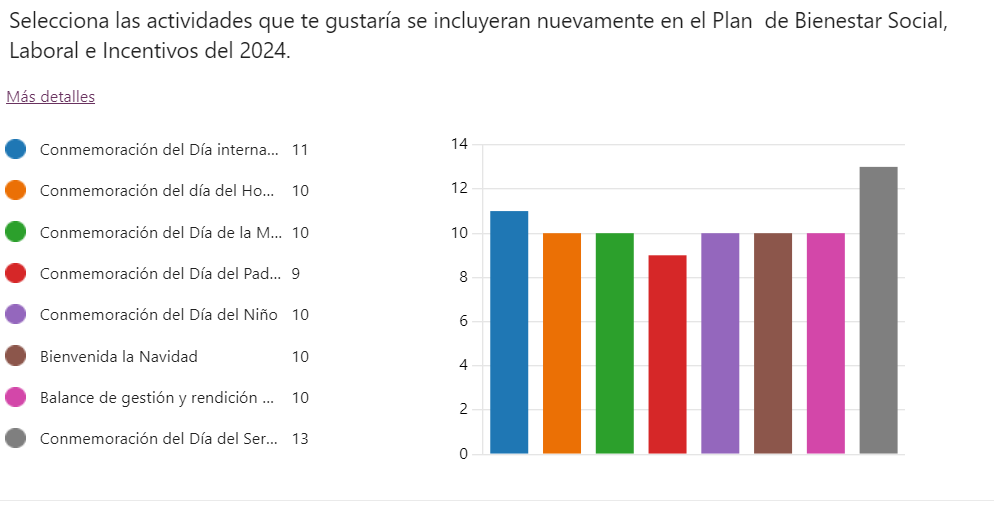 Selecciona las actividades que te gustaría se incluyeran nuevamente en el Plan  de Bienestar Social,
Laboral e Incentivos del 2024.
Más detalles
Conmemoración del Día interna... 11
Conmemoración del día del Ho... 10
Conmemoración del Día de la M... 10
Conmemoración del Día del Pad... 9
Conmemoración del Día del Niño 10
Bienvenida la Navidad 10
Balance de gestión y rendición ... 10
Conmemoración del Día del Ser... 13
14
12
10
8
6
4
2
0